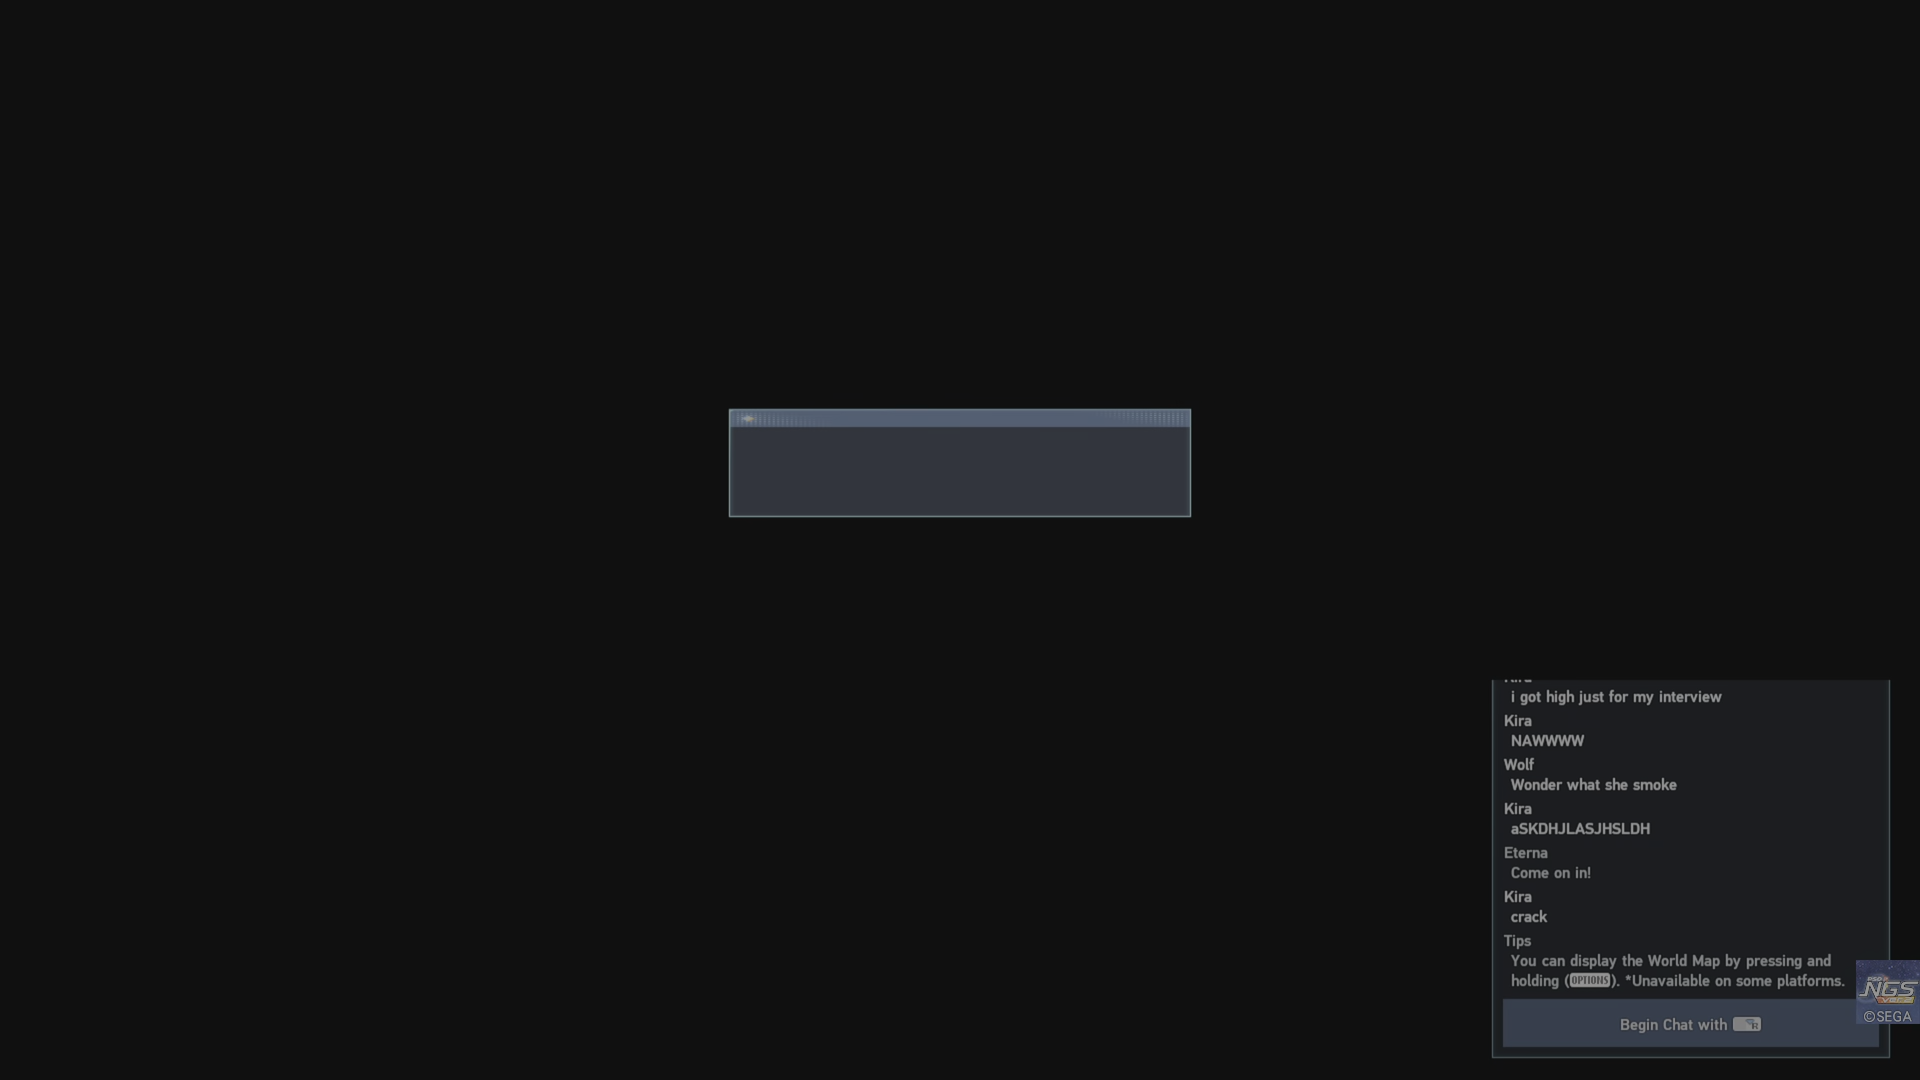 Kira
i got high just for my interview
Kira
NAWWWW
Wolf
Wonder what she smoke
Kira
aSKDHJLASJHSLDH
Eterna
Come on in!
Kira
crack
Tips
You can display the World Map by pressing and
holding (OPTIONS). *Unavailable on some platforms.
Begin Chat with
NGS
©SEGA